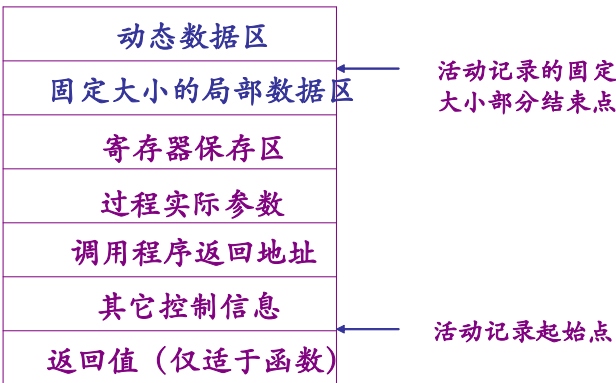 动态数据区
固定大小的局部数据区
活动记录的固定
大小部分结束点
寄存器保存区
过程实际参数
调用程序返回地址
其它控制信息
活动记录起始点
返回值（仅适于函数）